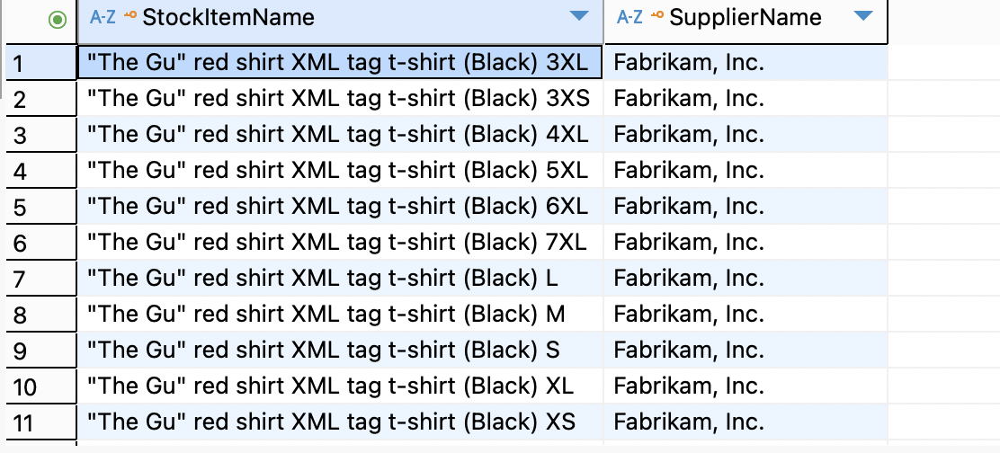 A-Z StockItemName A-Z SupplierName
1 "The Gu" red shirt XML tag t-shirt (Black) 3XL Fabrikam, Inc.
2 "The Gu" red shirt XML tag t-shirt (Black) 3XS Fabrikam, Inc.
3 "The Gu" red shirt XML tag t-shirt (Black) 4XL Fabrikam, Inc.
4 "The Gu" red shirt XML tag t-shirt (Black) 5XL Fabrikam, Inc.
5 "The Gu" red shirt XML tag t-shirt (Black) 6XL Fabrikam, Inc.
6 "The Gu" red shirt XML tag t-shirt (Black) 7XL Fabrikam, Inc.
7 "The Gu" red shirt XML tag t-shirt (Black) L Fabrikam, Inc.
8 "The Gu" red shirt XML tag t-shirt (Black) M Fabrikam, Inc.
9 "The Gu" red shirt XML tag t-shirt (Black) S Fabrikam, Inc.
10 "The Gu" red shirt XML tag t-shirt (Black) XL Fabrikam, Inc.
11 "The Gu" red shirt XML tag t-shirt (Black) XS Fabrikam, Inc.